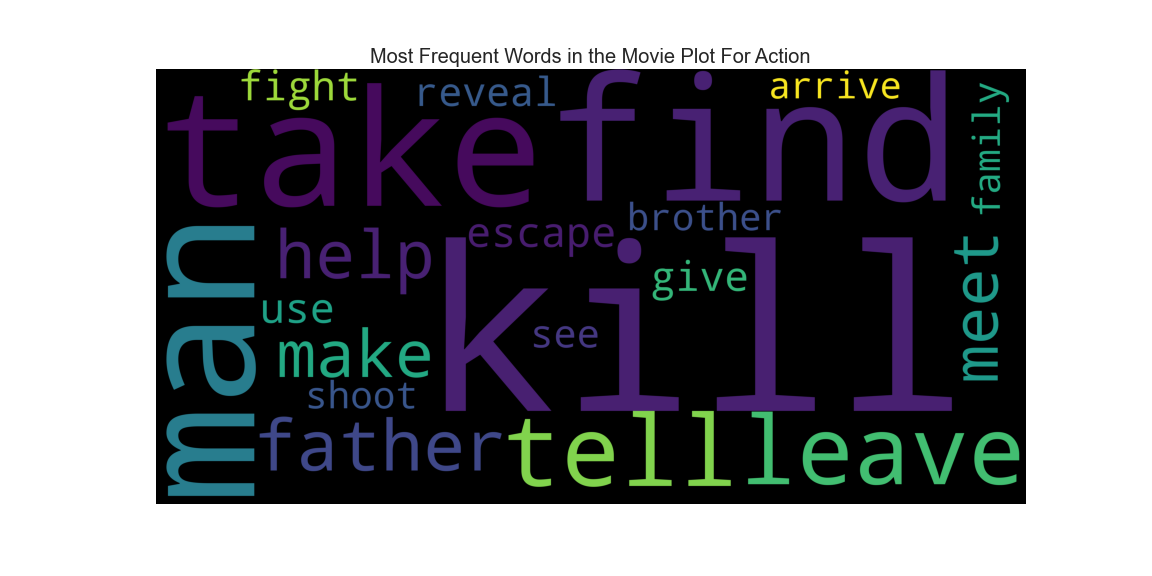 Most Frequent Words in the Movie Plot For Action
fight
reveal
arrive
take
find
family
man
help
escape
brother
meet
use
give
kill
make
see
shoot
father
tell
leave